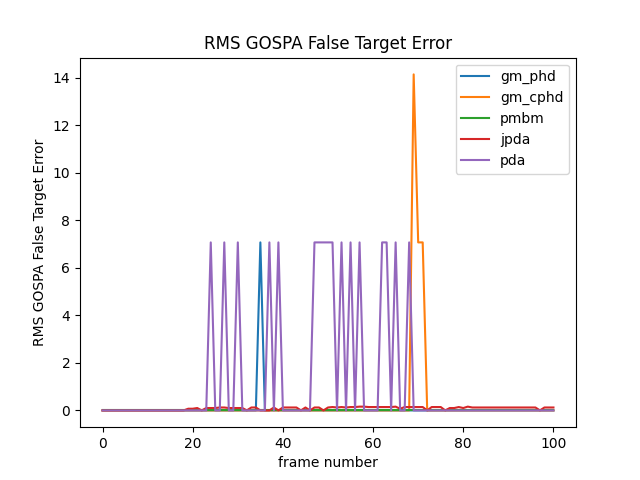 RMS GOSPA False Target Error
gm_phd
gm_cphd
pmbm
jpda
pda
RMS GOSPA False Target Error
14
12
10
8
6
4
2
0
0 20 40 60 80 100
frame number